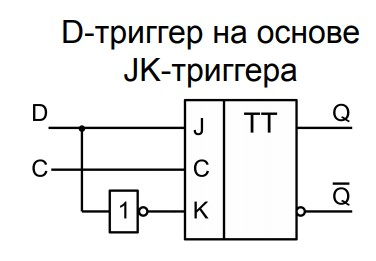 D-триггер на основе
JK-триггера
D J TT Q
C C
1 K Q̅